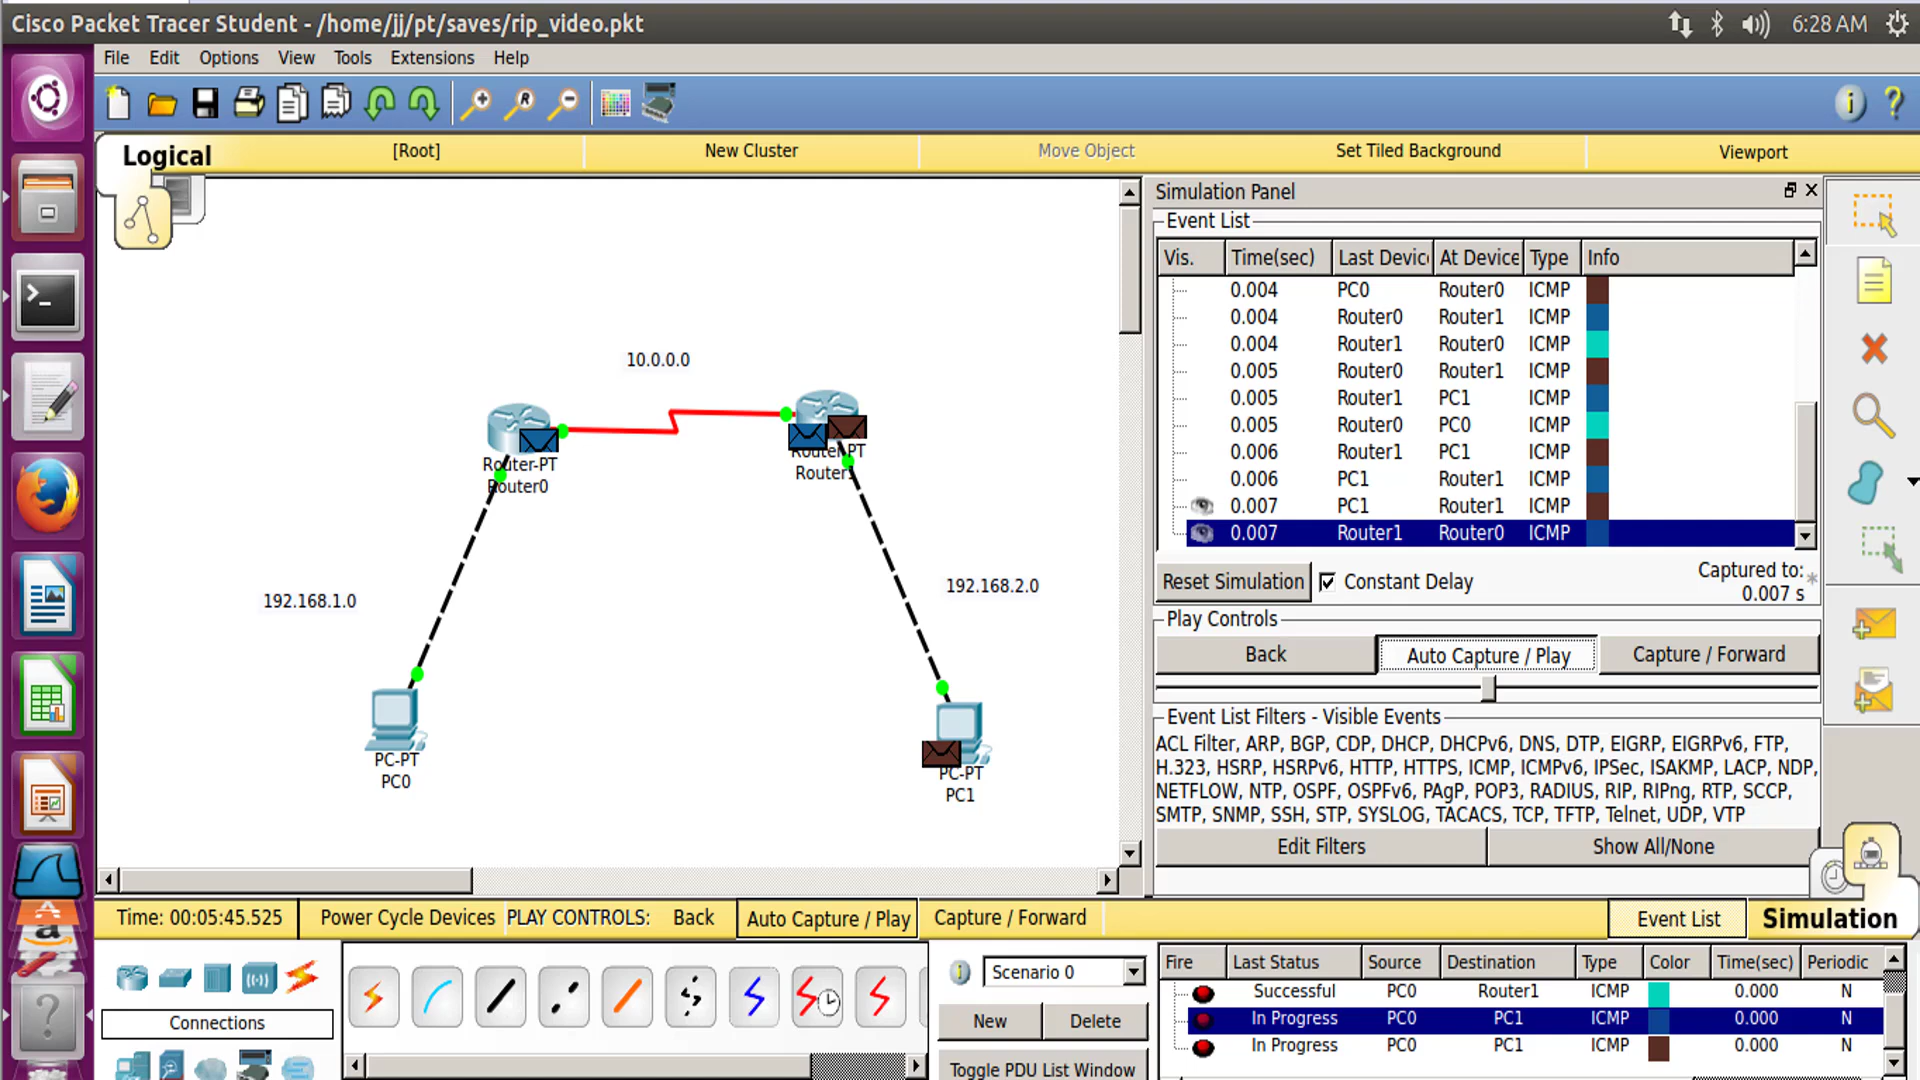 Cisco Packet Tracer Student - /home/jj/pt/saves/rip_video.pkt
6:28 AM
File Edit Options View Tools Extensions Help
Logical
[Root]
New Cluster
Move Object
Set Tiled Background
Viewport
10.0.0.0
Router-PT
Router0
Router-PT
Router1
192.168.1.0
192.168.2.0
PC-PT
PC0
PC-PT
PC1
Simulation Panel
Event List
Vis. Time(sec) Last Devic At Device Type Info
0.004 PC0 Router0 ICMP
0.004 Router0 Router1 ICMP
0.004 Router1 Router0 ICMP
0.005 Router0 Router1 ICMP
0.005 Router1 PC1 ICMP
0.005 Router0 PC0 ICMP
0.006 Router1 PC1 ICMP
0.006 PC1 Router1 ICMP
0.007 PC1 Router1 ICMP
0.007 Router1 Router0 ICMP
Reset Simulation
Constant Delay
Captured to:
0.007 s
Play Controls
Back
Auto Capture / Play
Capture / Forward
Event List Filters - Visible Events
ACL Filter, ARP, BGP, CDP, DHCP, DHCPv6, DNS, DTP, EIGRP, EIGRPv6, FTP,
H.323, HSRP, HSRPv6, HTTP, HTTPS, ICMP, ICMPv6, IPSec, ISAKMP, LACP, NDP,
NETFLOW, NTP, OSPF, OSPFv6, PAgP, POP3, RADIUS, RIP, RIPng, RTP, SCCP,
SMTP, SNMP, SSH, STP, SYSLOG, TACACS, TCP, TFTP, Telnet, UDP, VTP
Edit Filters
Show All/None
Time: 00:05:45.525
Power Cycle Devices
PLAY CONTROLS:
Back
Auto Capture / Play
Capture / Forward
Event List
Simulation
Connections
Scenario 0
New
Delete
Toggle PDU List Window
Fire Last Status Source Destination Type Color Time(sec) Periodic
Successful PC0 Router1 ICMP 0.000 N
In Progress PC0 PC1 ICMP 0.000 N
In Progress PC0 PC1 ICMP 0.000 N